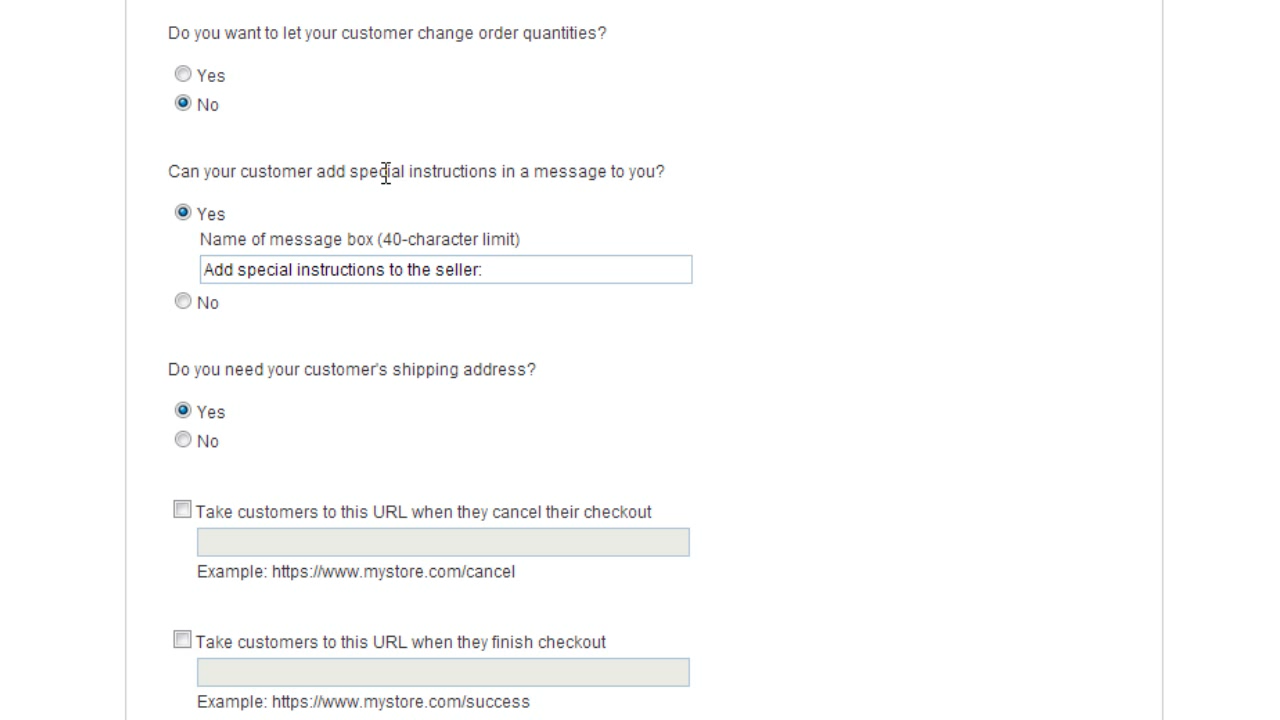 Do you want to let your customer change order quantities?
Yes
No
Can your customer add special instructions in a message to you?
Yes
Name of message box (40-character limit)
Add special instructions to the seller:
No
Do you need your customer's shipping address?
Yes
No
Take customers to this URL when they cancel their checkout
Example: https://www.mystore.com/cancel
Take customers to this URL when they finish checkout
Example: https://www.mystore.com/success